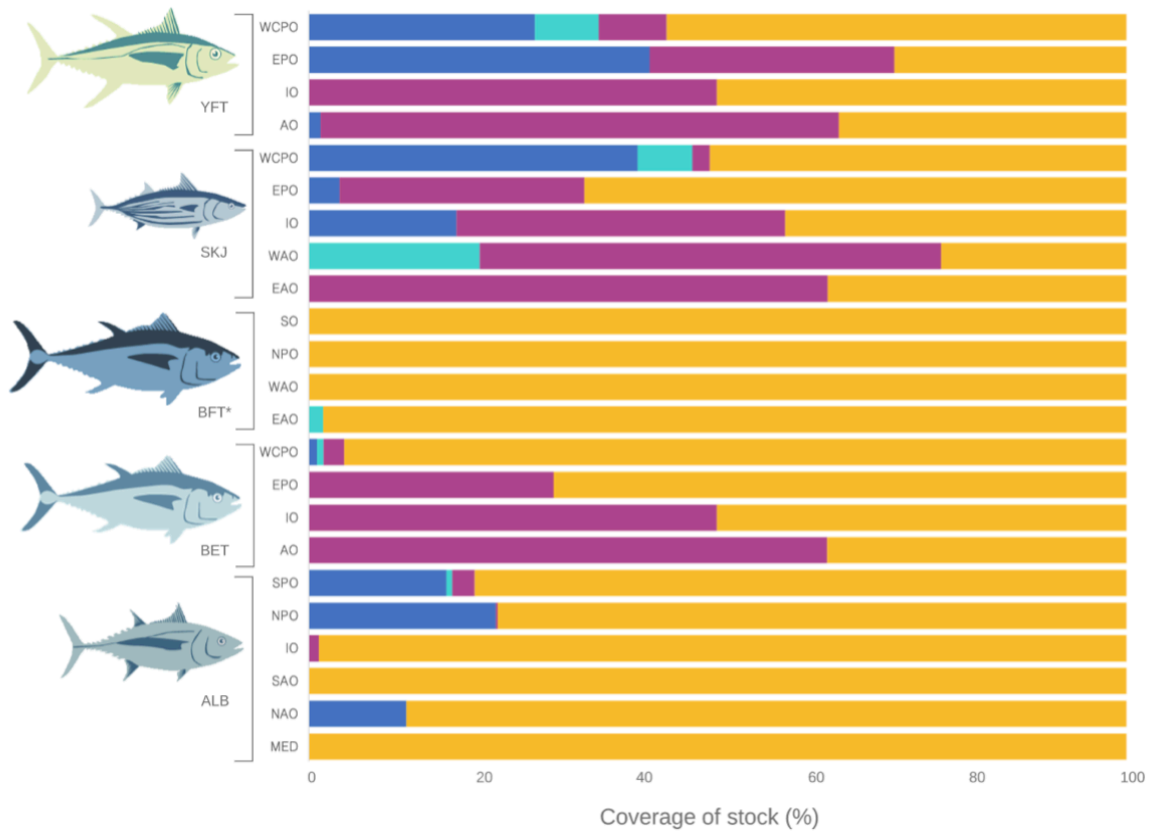 WCPO
EPO
IO
AO
YFT
WCPO
EPO
IO
WAO
EAO
SKJ
SO
NPO
WAO
EAO
BFT*
WCPO
EPO
IO
AO
BET
SPO
NPO
IO
SAO
NAO
MED
ALB
0 20 40 60 80 100
Coverage of stock (%)